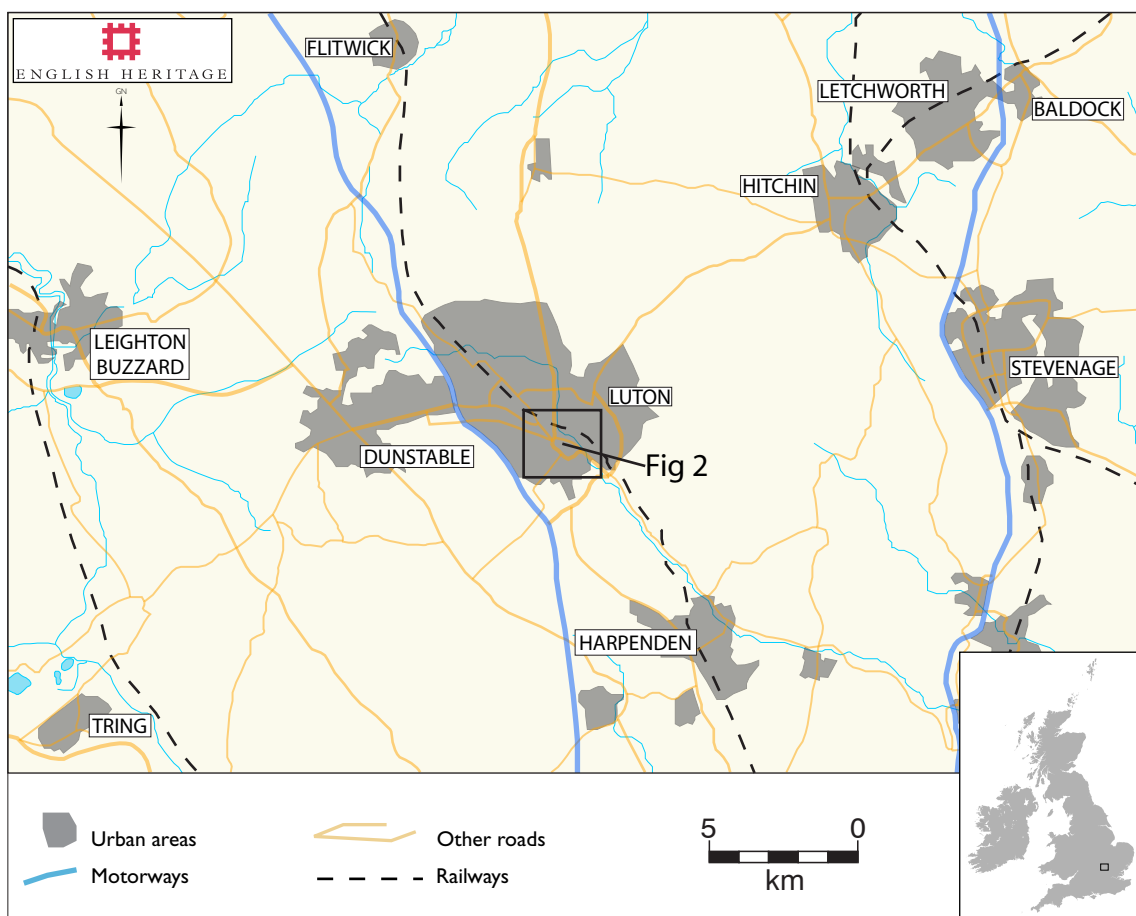 ENGLISH HERITAGE
GN
FLITWICK
LETCHWORTH
BALDOCK
HITCHIN
LEIGHTON
BUZZARD
STEVENAGE
LUTON
DUNSTABLE
Fig 2
HARPENDEN
TRING
Urban areas
Motorways
Other roads
Railways
5 0
km